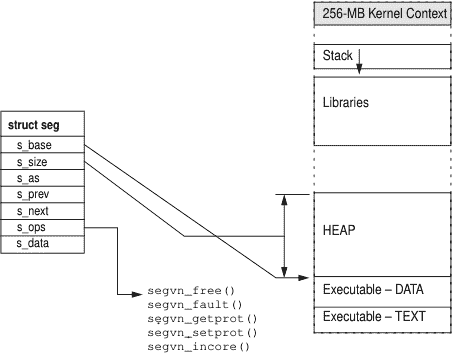 256-MB Kernel Context
Stack
Libraries
struct seg
s_base
s_size
s_as
s_prev
s_next
s_ops
s_data
HEAP
Executable – DATA
Executable – TEXT
segvn_free()
segvn_fault()
segvn_getprot()
segvn_setprot()
segvn_incore()